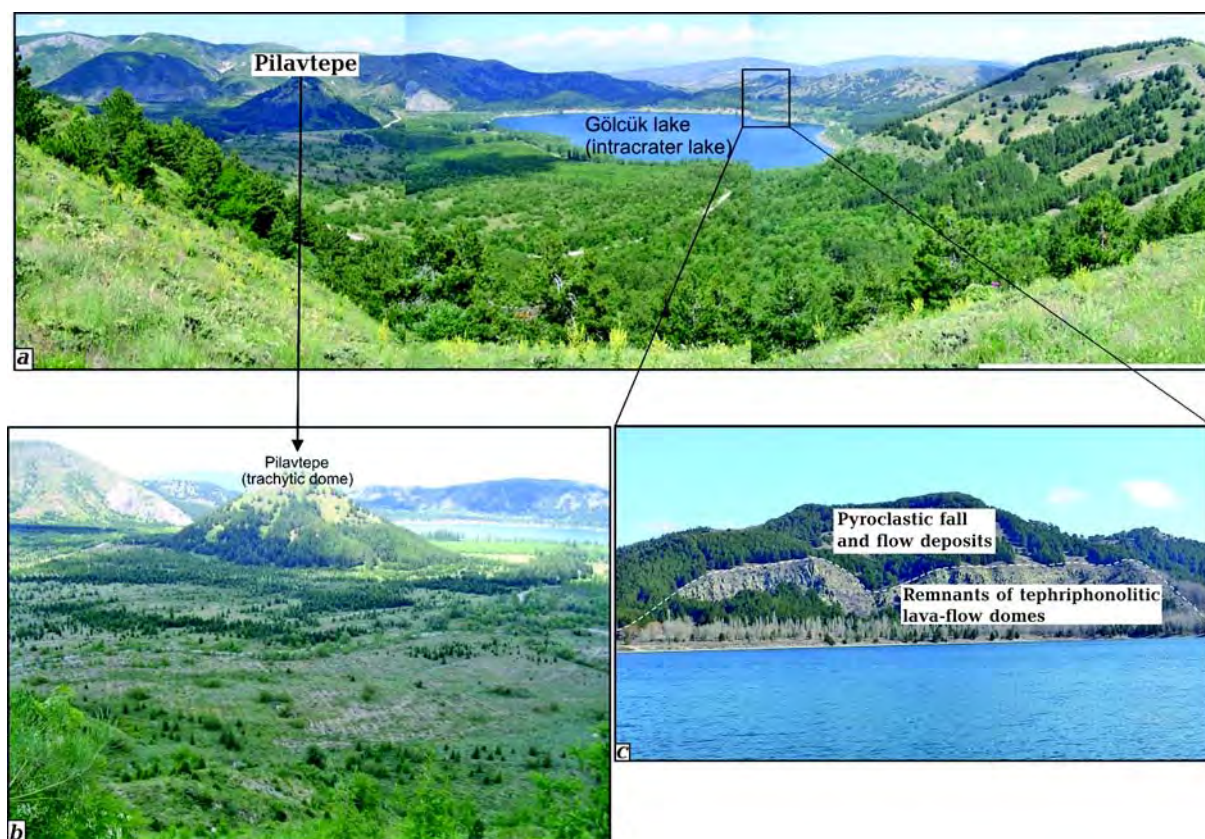 Pilavtepe
Gölcük lake
(intracrater lake)
a
Pilavtepe
(trachytic dome)
b
Pyroclastic fall
and flow deposits
Remnants of tephriphonolitic
lava-flow domes
c